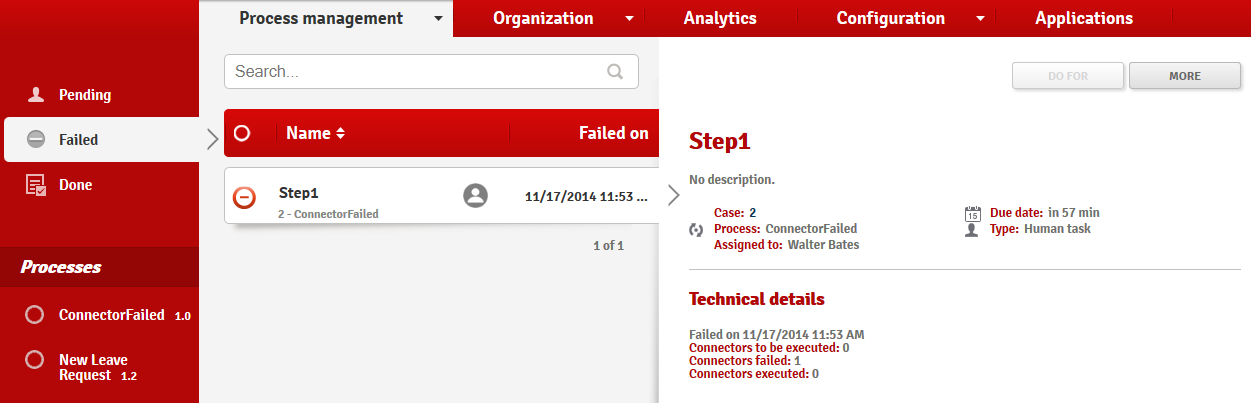 Process management
Organization
Analytics
Configuration
Applications
Pending
Failed
Done
Processes
ConnectorFailed 1.0
New Leave
Request 1.2
Search...
Name
Failed on
Step1
11/17/2014 11:53 ...
2 - ConnectorFailed
1 of 1
DO FOR
MORE
Step1
No description.
Case: 2
Process: ConnectorFailed
Assigned to: Walter Bates
15
Due date: in 57 min
Type: Human task
Technical details
Failed on 11/17/2014 11:53 AM
Connectors to be executed: 0
Connectors failed: 1
Connectors executed: 0